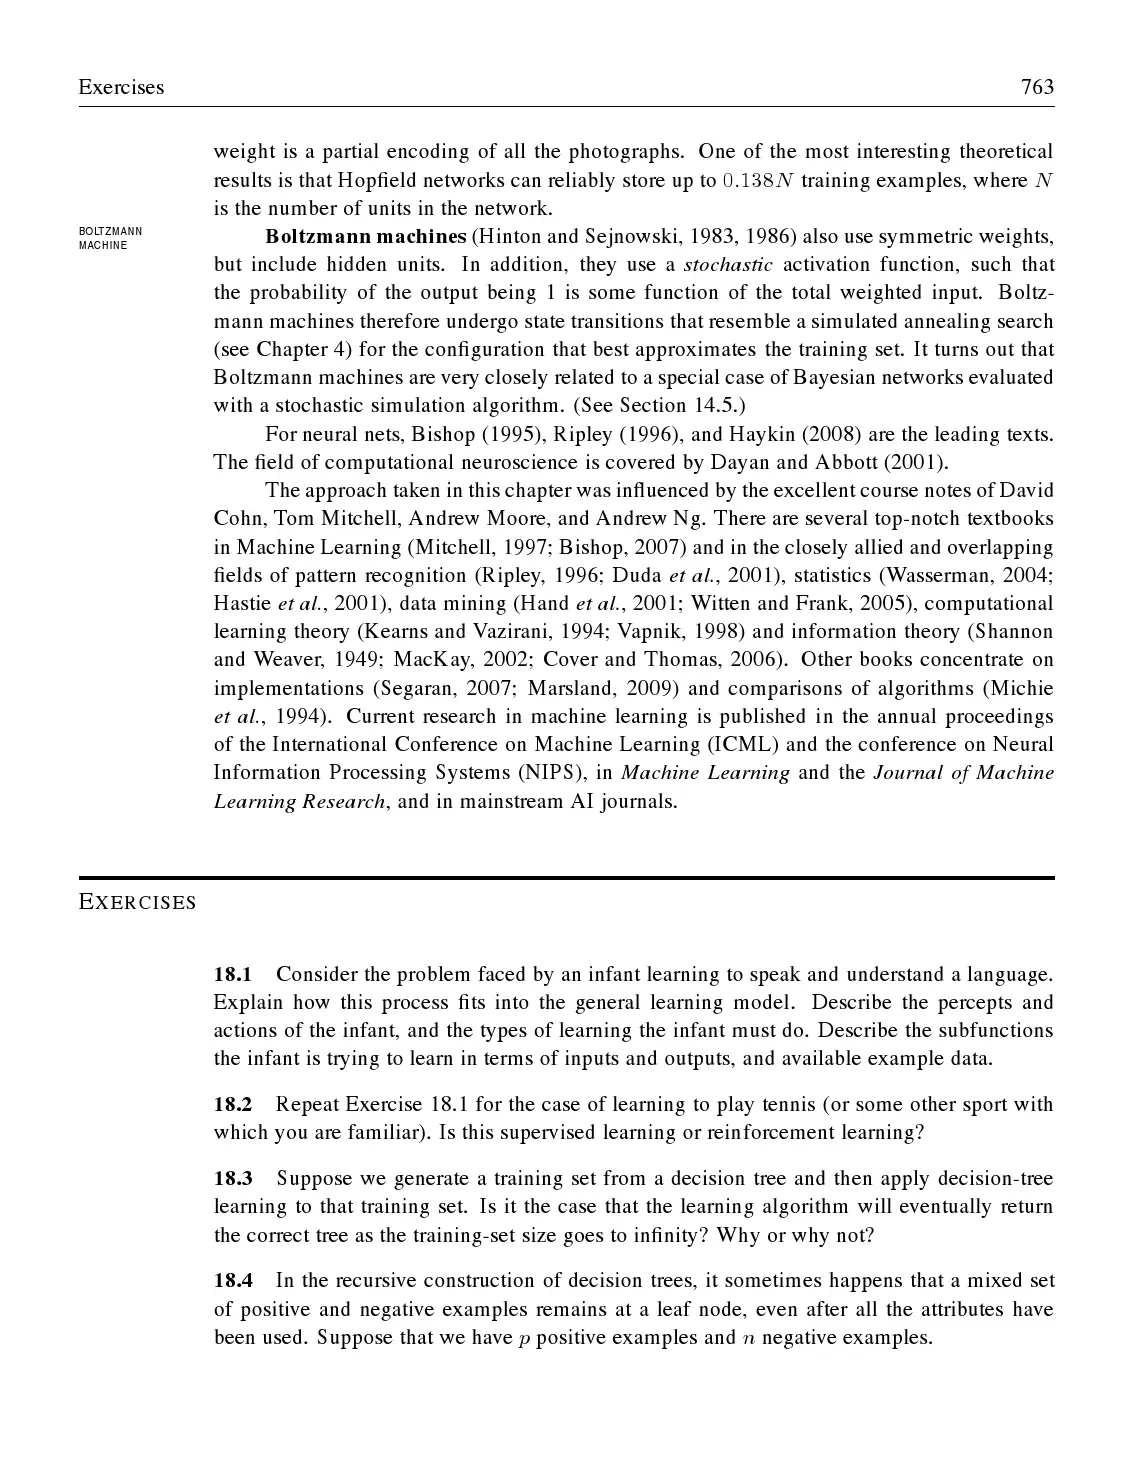 Exercises 763
weight is a partial encoding of all the photographs. One of the most interesting theoretical
results is that Hopfield networks can reliably store up to 0.138N training examples, where N
is the number of units in the network.
BOLTZMANN
MACHINE
Boltzmann machines (Hinton and Sejnowski, 1983, 1986) also use symmetric weights,
but include hidden units. In addition, they use a stochastic activation function, such that
the probability of the output being 1 is some function of the total weighted input. Boltz-
mann machines therefore undergo state transitions that resemble a simulated annealing search
(see Chapter 4) for the configuration that best approximates the training set. It turns out that
Boltzmann machines are very closely related to a special case of Bayesian networks evaluated
with a stochastic simulation algorithm. (See Section 14.5.)
For neural nets, Bishop (1995), Ripley (1996), and Haykin (2008) are the leading texts.
The field of computational neuroscience is covered by Dayan and Abbott (2001).
The approach taken in this chapter was influenced by the excellent course notes of David
Cohn, Tom Mitchell, Andrew Moore, and Andrew Ng. There are several top-notch textbooks
in Machine Learning (Mitchell, 1997; Bishop, 2007) and in the closely allied and overlapping
fields of pattern recognition (Ripley, 1996; Duda et al., 2001), statistics (Wasserman, 2004;
Hastie et al., 2001), data mining (Hand et al., 2001; Witten and Frank, 2005), computational
learning theory (Kearns and Vazirani, 1994; Vapnik, 1998) and information theory (Shannon
and Weaver, 1949; MacKay, 2002; Cover and Thomas, 2006). Other books concentrate on
implementations (Segaran, 2007; Marsland, 2009) and comparisons of algorithms (Michie
et al., 1994). Current research in machine learning is published in the annual proceedings
of the International Conference on Machine Learning (ICML) and the conference on Neural
Information Processing Systems (NIPS), in Machine Learning and the Journal of Machine
Learning Research, and in mainstream AI journals.
EXERCISES
18.1 Consider the problem faced by an infant learning to speak and understand a language.
Explain how this process fits into the general learning model. Describe the percepts and
actions of the infant, and the types of learning the infant must do. Describe the subfunctions
the infant is trying to learn in terms of inputs and outputs, and available example data.
18.2 Repeat Exercise 18.1 for the case of learning to play tennis (or some other sport with
which you are familiar). Is this supervised learning or reinforcement learning?
18.3 Suppose we generate a training set from a decision tree and then apply decision-tree
learning to that training set. Is it the case that the learning algorithm will eventually return
the correct tree as the training-set size goes to infinity? Why or why not?
18.4 In the recursive construction of decision trees, it sometimes happens that a mixed set
of positive and negative examples remains at a leaf node, even after all the attributes have
been used. Suppose that we have p positive examples and n negative examples.